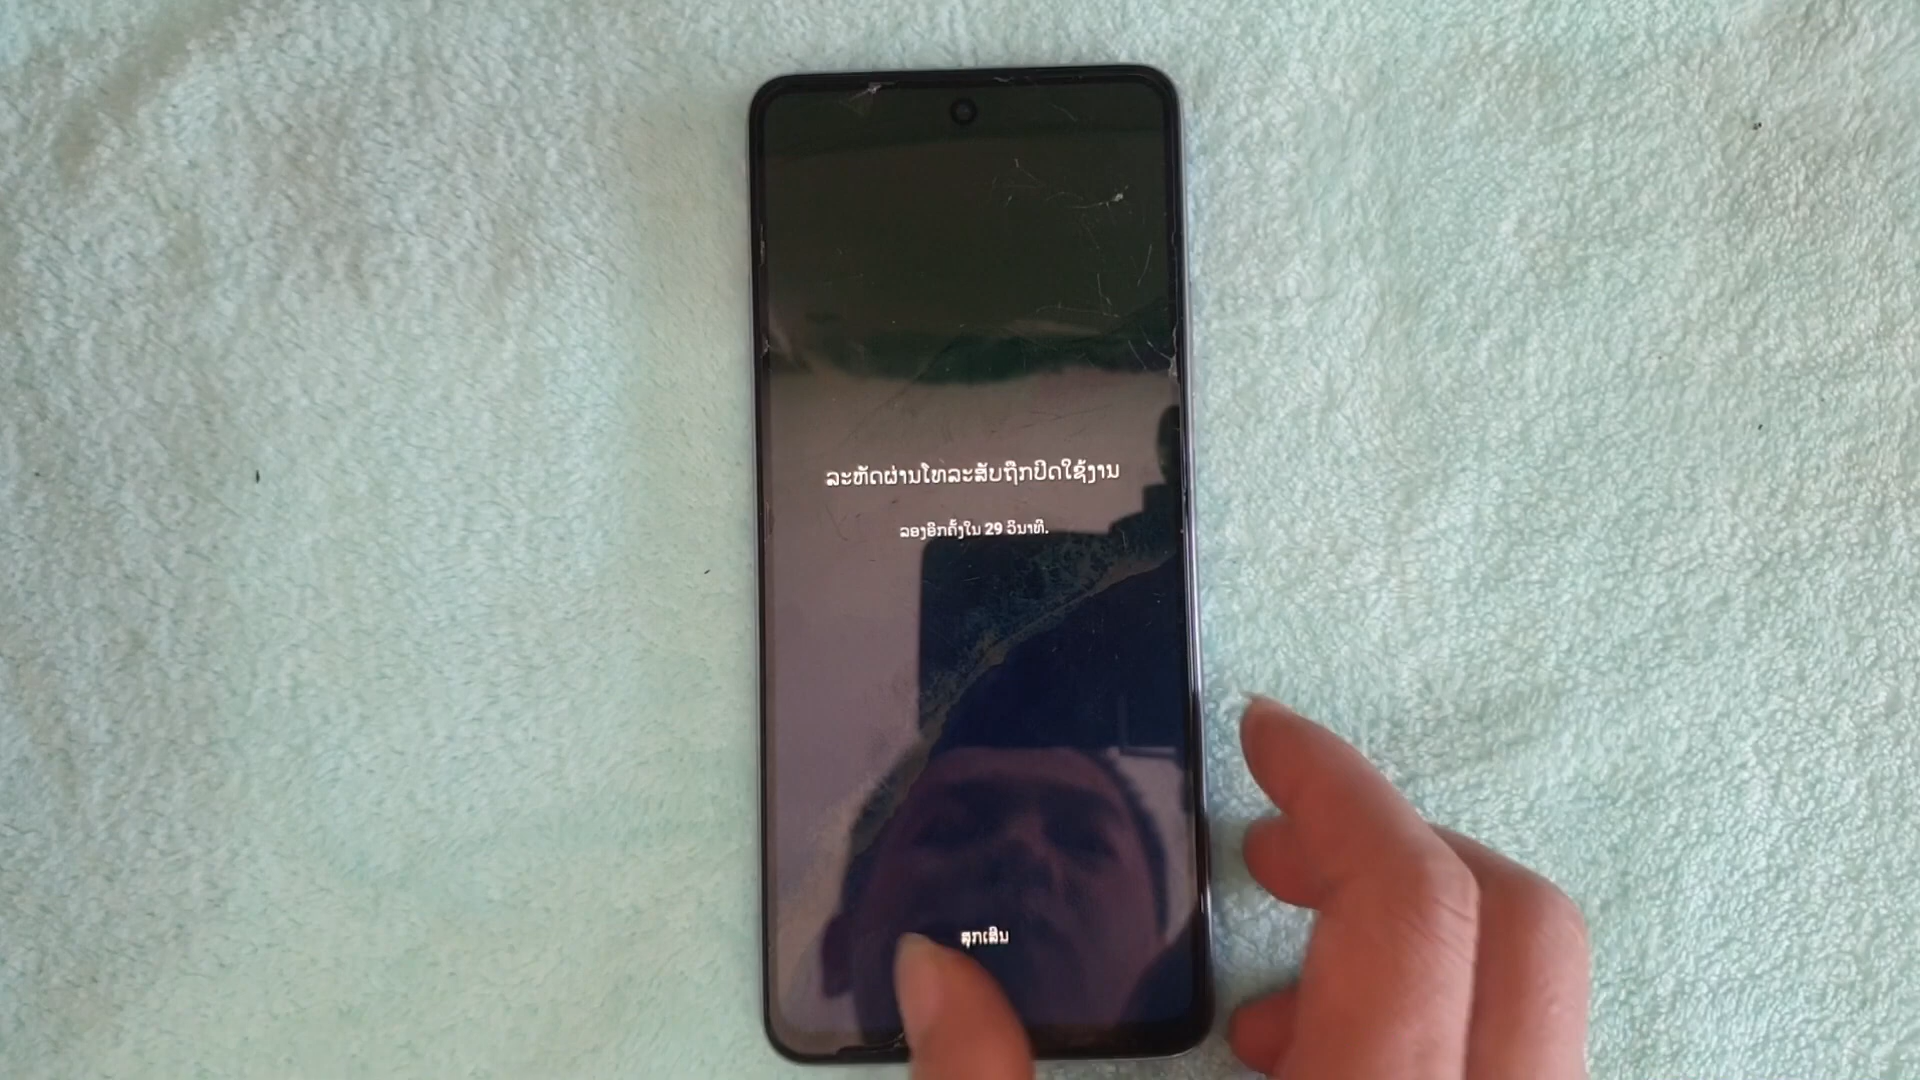 ລະຫັດຜ່ານໂທລະສັບຖືກປິດໃຊ້ງານ
ລອງອີກຄັ້ງໃນ 29 ວິນາທີ.
ສຸກເສີນ